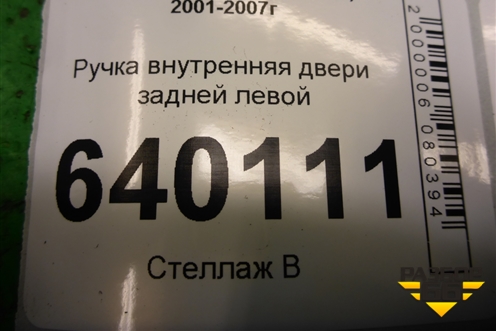 2001-2007г
Ручка внутренняя двери
задней левой
640111
Стеллаж В
2000006080394